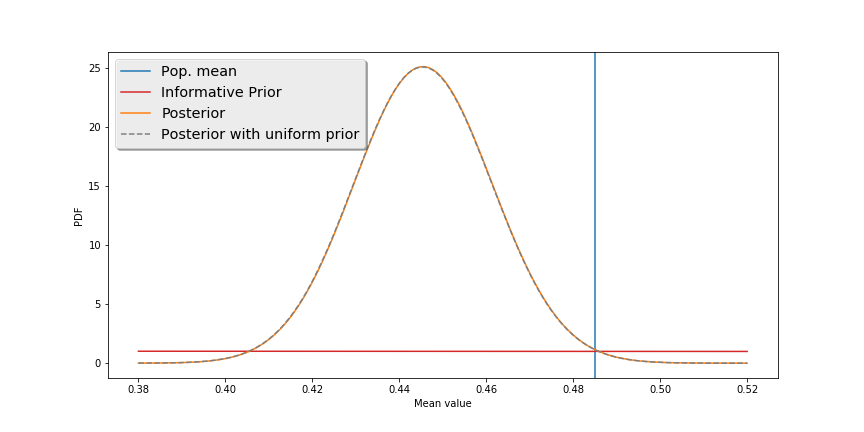 Pop. mean
Informative Prior
Posterior
Posterior with uniform prior
25
20
15
10
5
0
PDF
0.38 0.40 0.42 0.44 0.46 0.48 0.50 0.52
Mean value